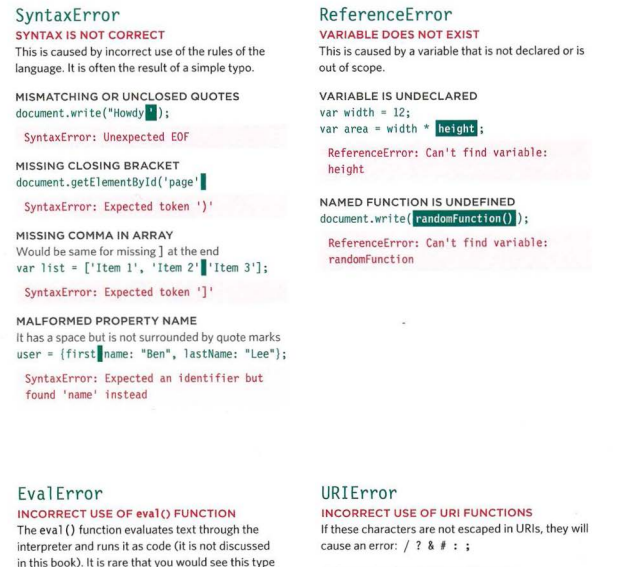 SyntaxError
SYNTAX IS NOT CORRECT
This is caused by incorrect use of the rules of the
language. It is often the result of a simple typo.
MISMATCHING OR UNCLOSED QUOTES
document.write("Howdy');
SyntaxError: Unexpected EOF
MISSING CLOSING BRACKET
document.getElementById('page'
SyntaxError: Expected token ')'
MISSING COMMA IN ARRAY
Would be same for missing ] at the end
var list = ['Item 1', 'Item 2' 'Item 3'];
SyntaxError: Expected token ']'
MALFORMED PROPERTY NAME
It has a space but is not surrounded by quote marks
user = {first name: "Ben", lastName: "Lee"};
SyntaxError: Expected an identifier but
found 'name' instead
ReferenceError
VARIABLE DOES NOT EXIST
This is caused by a variable that is not declared or is
out of scope.
VARIABLE IS UNDECLARED
var width = 12;
var area = width * height;
ReferenceError: Can't find variable:
height
NAMED FUNCTION IS UNDEFINED
document.write(randomFunction());
ReferenceError: Can't find variable:
randomFunction
EvalError
INCORRECT USE OF eval() FUNCTION
The eval() function evaluates text through the
interpreter and runs it as code (it is not discussed
in this book). It is rare that you would see this type
URIError
INCORRECT USE OF URI FUNCTIONS
If these characters are not escaped in URIs, they will
cause an error: / ? & # : ;